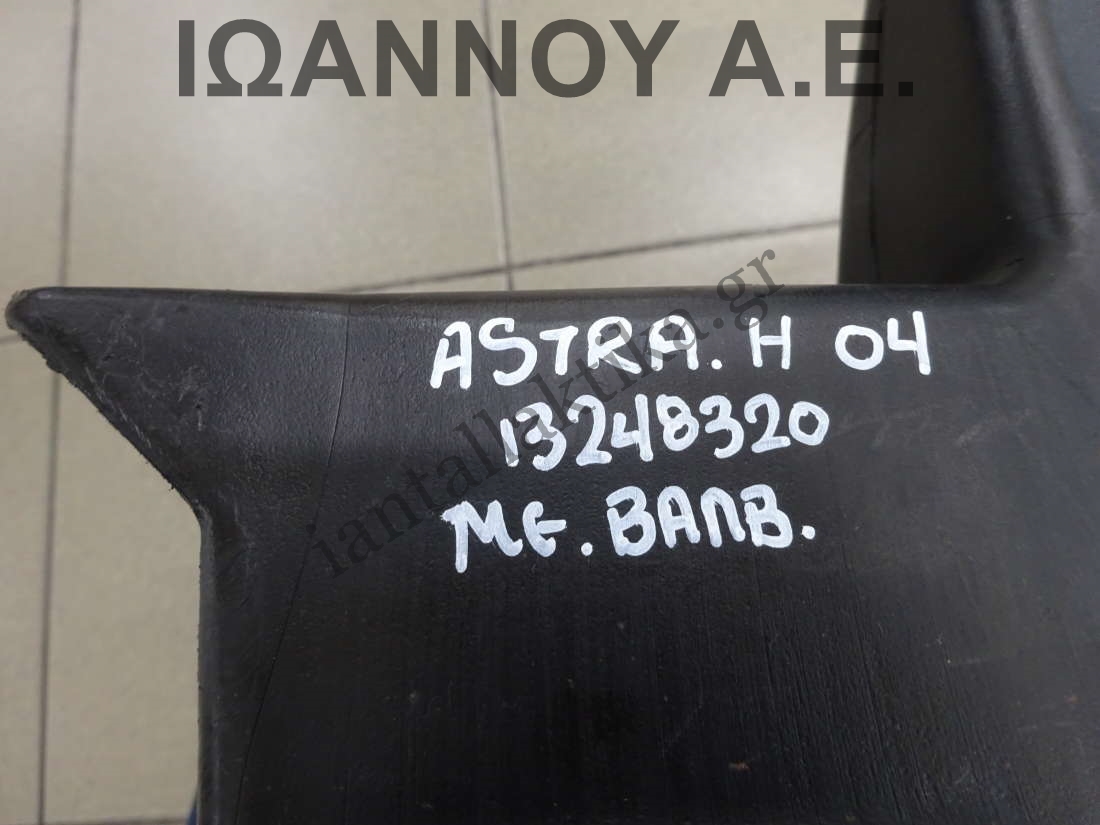 ΙΩΑΝΝΟΥ Α.Ε.
iantallaktika.gr
ASTRA. H 04
13248320
ΜΕ. ΒΑΛΒ.